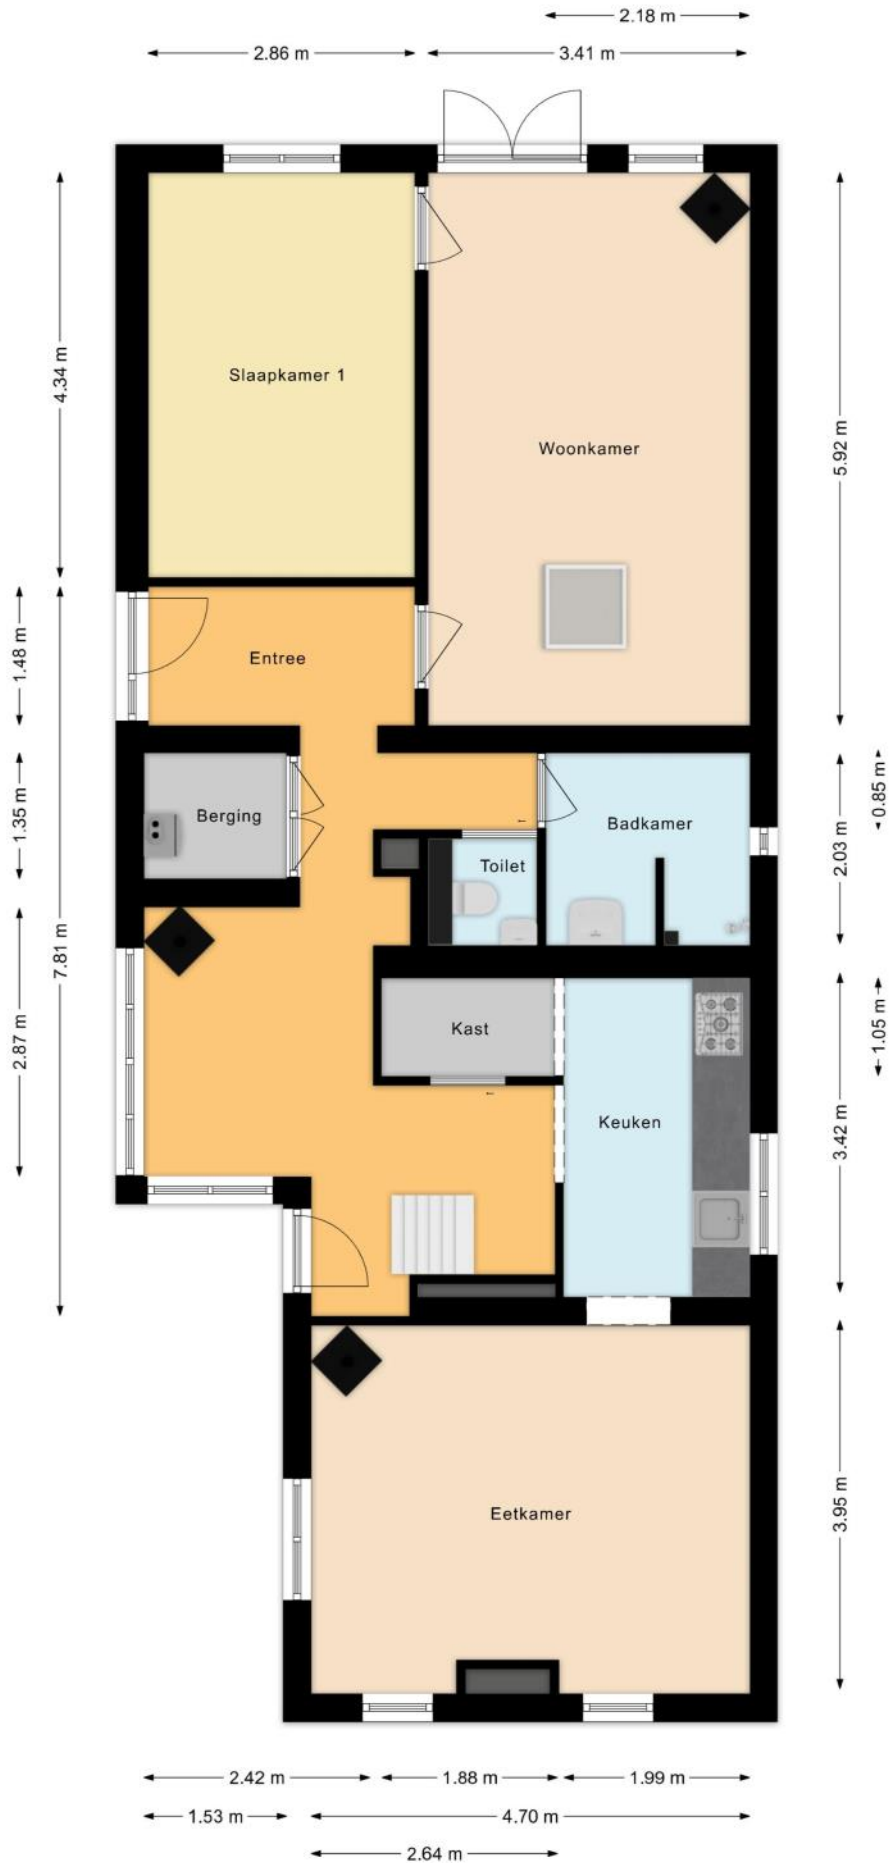 2.18 m
2.86 m
3.41 m
4.34 m
Slaapkamer 1
Woonkamer
5.92 m
1.48 m
Entree
1.35 m
Berging
Badkamer
0.85 m
Toilet
2.03 m
7.81 m
2.87 m
Kast
1.05 m
Keuken
3.42 m
Eetkamer
3.95 m
2.42 m
1.88 m
1.99 m
1.53 m
4.70 m
2.64 m